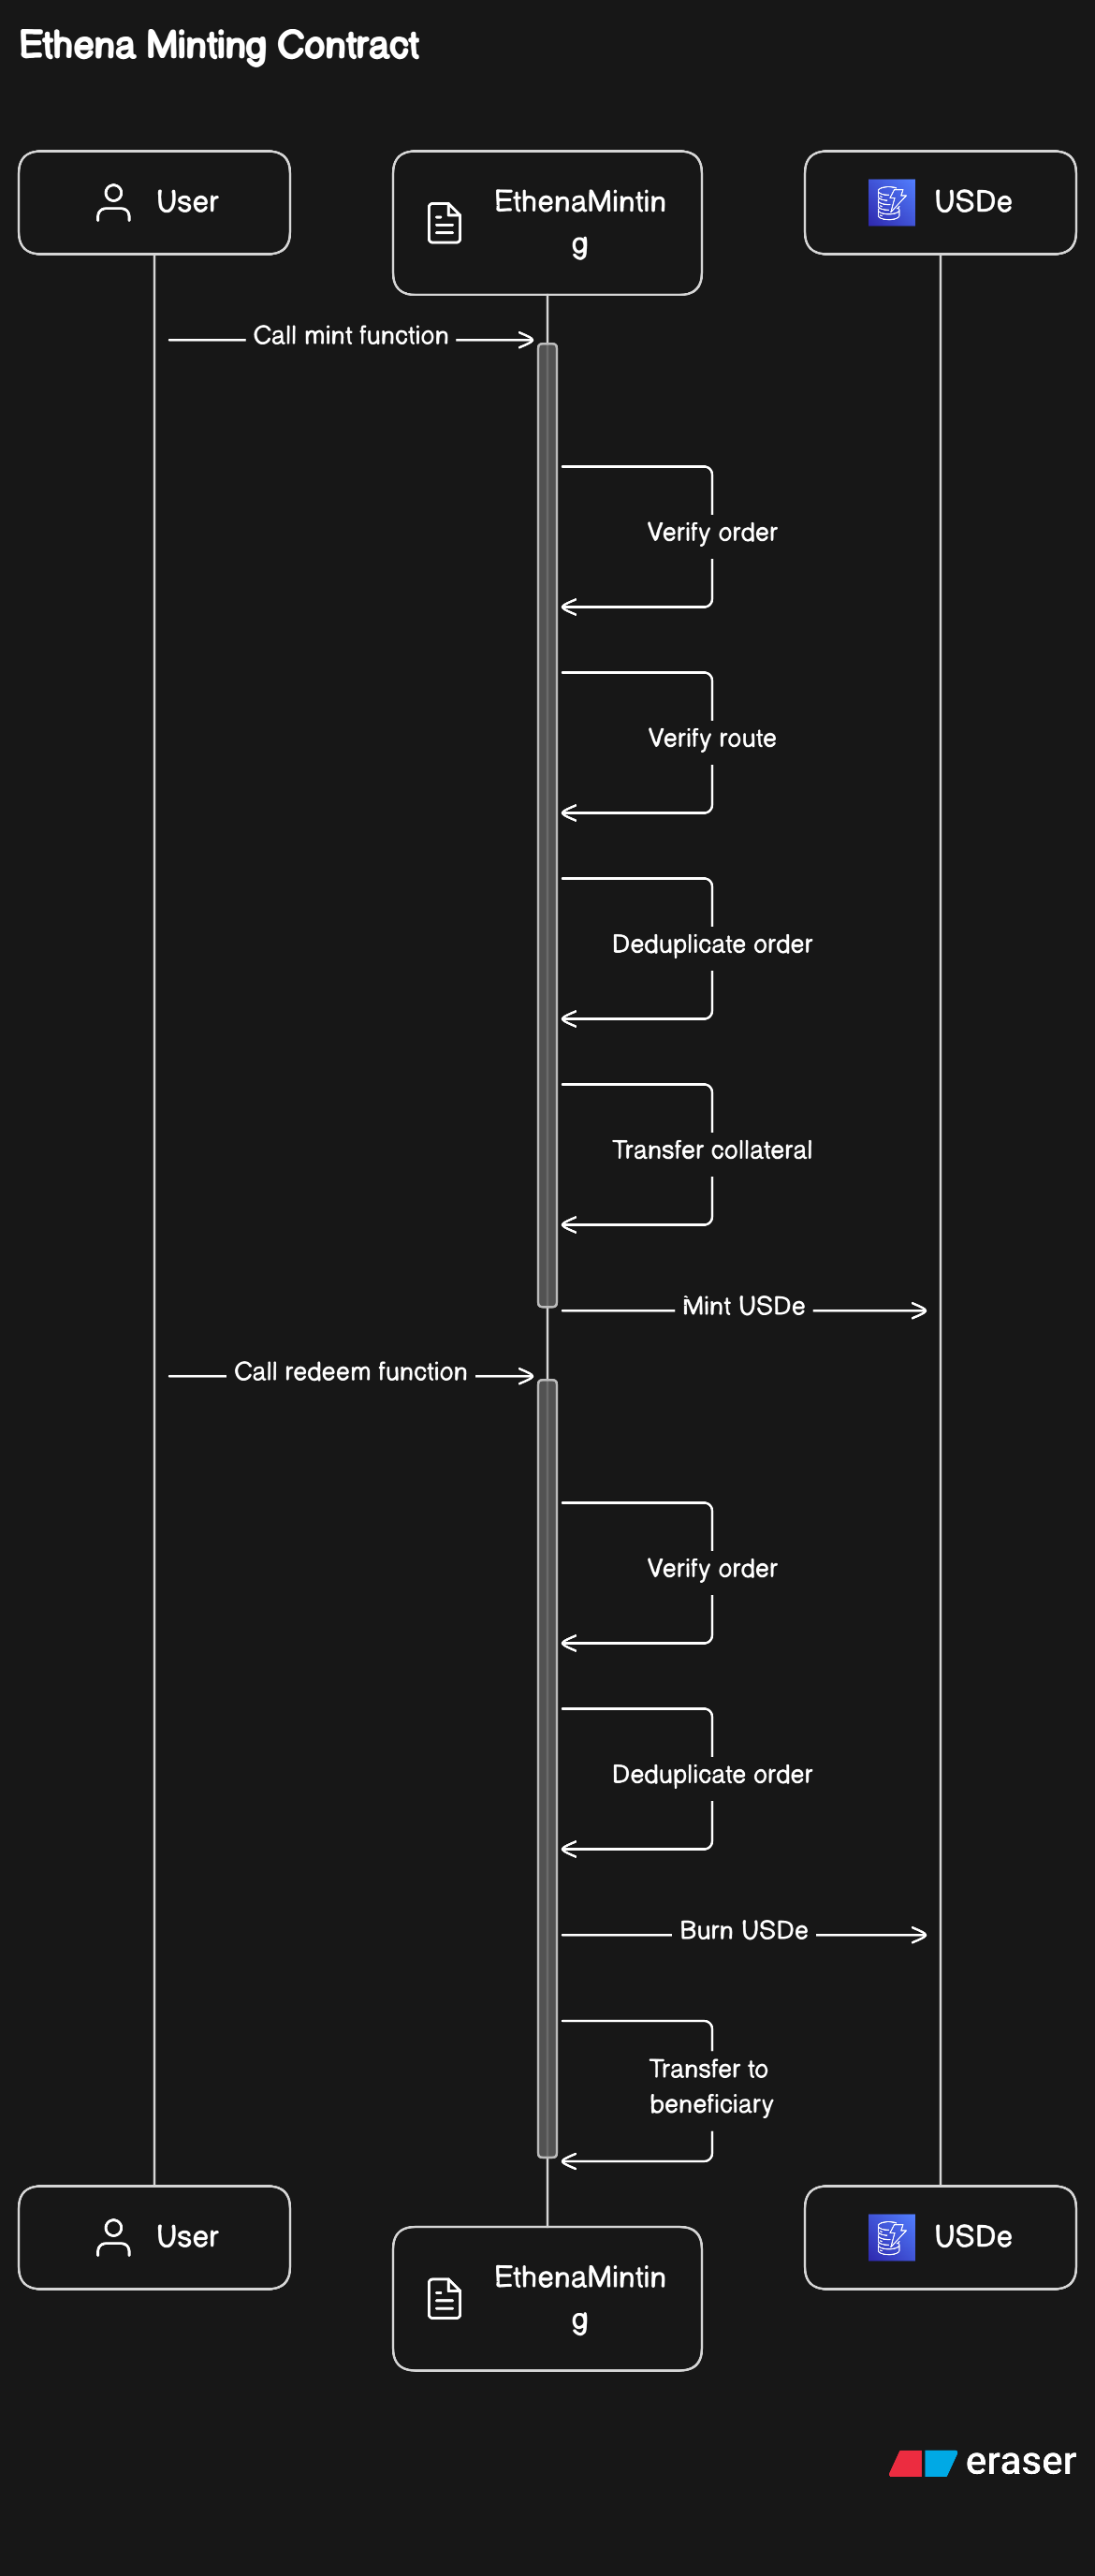 Ethena Minting Contract
User
EthenaMintin
g
USDe
Call mint function
Verify order
Verify route
Deduplicate order
Transfer collateral
Mint USDe
Call redeem function
Verify order
Deduplicate order
Burn USDe
Transfer to
beneficiary
User
EthenaMintin
g
USDe
eraser